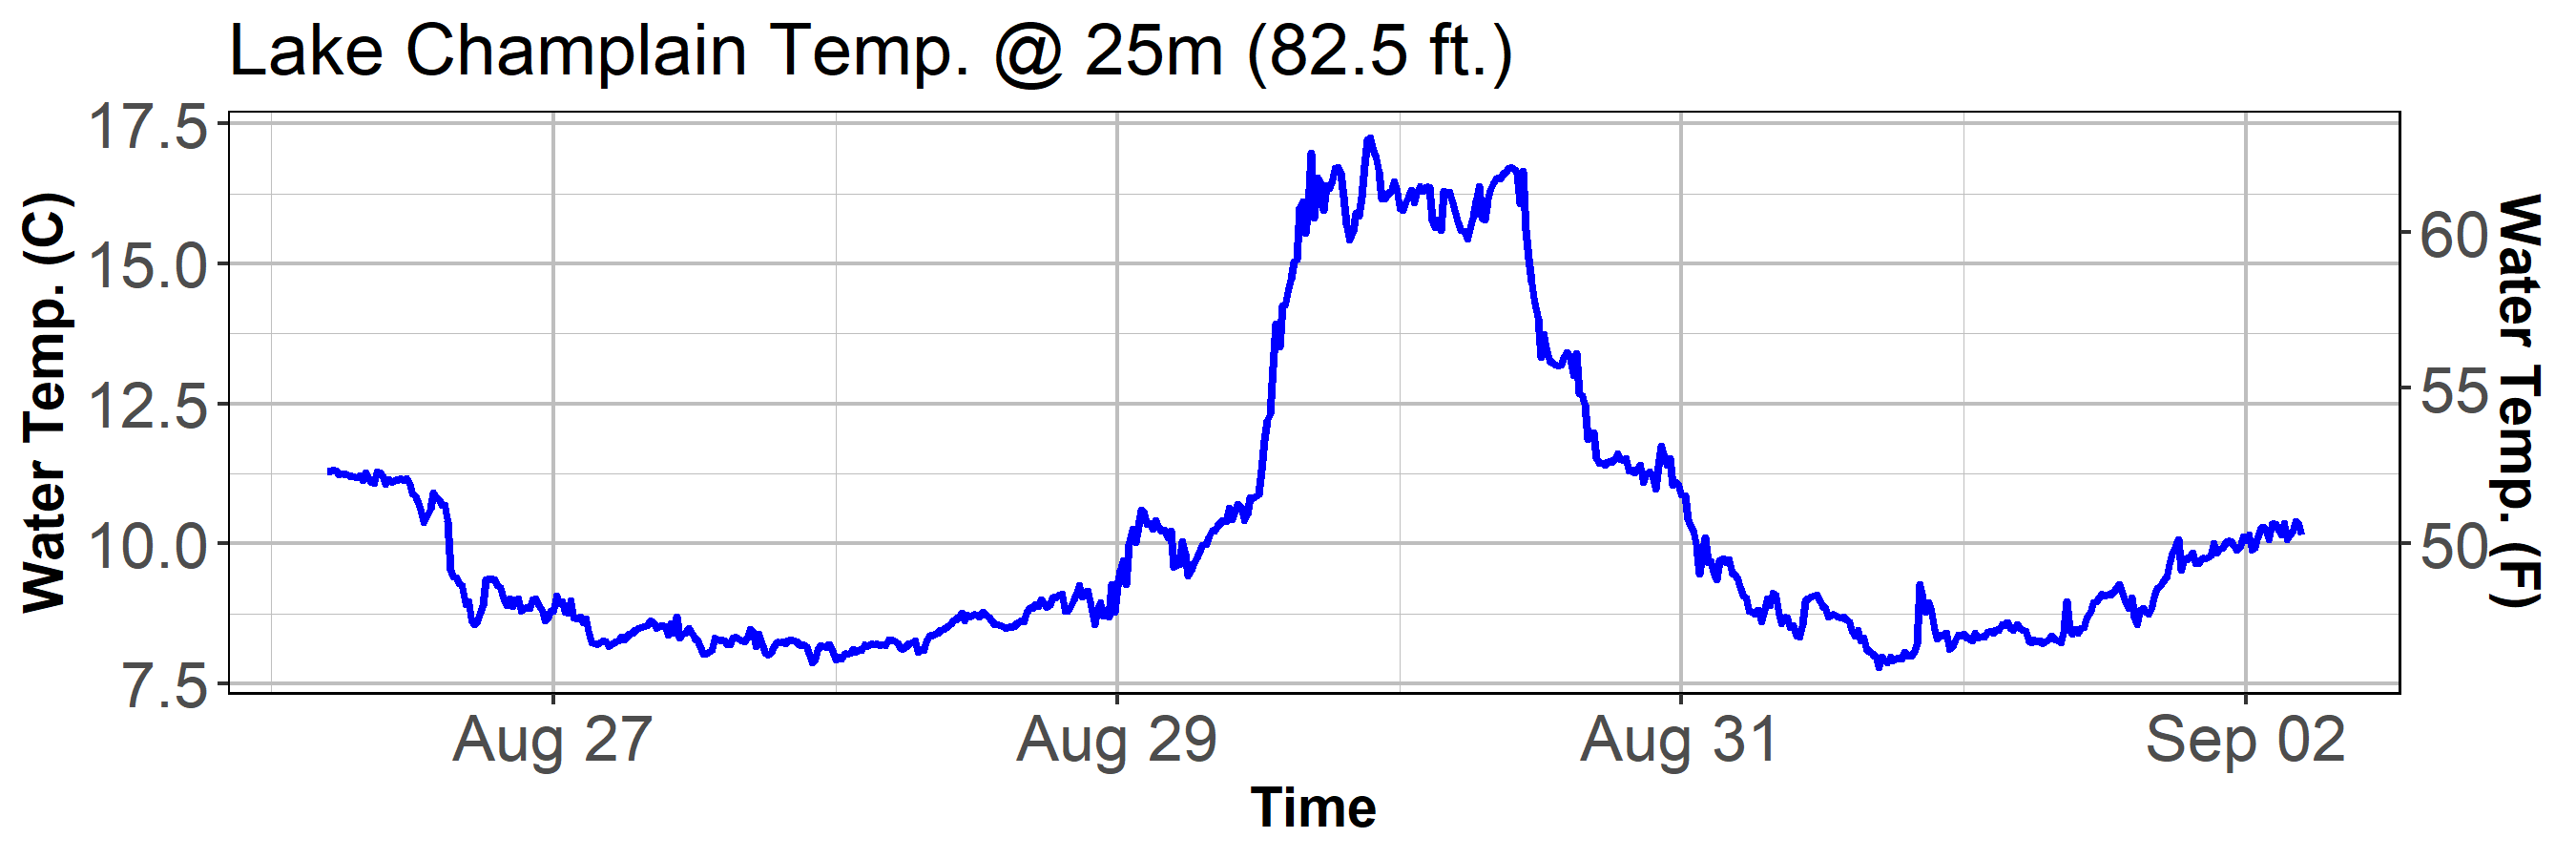 Lake Champlain Temp. @ 25m (82.5 ft.)
Water Temp. (C)
17.5
15.0
12.5
10.0
7.5
60
55
50
Water Temp. (F)
Aug 27
Aug 29
Aug 31
Sep 02
Time